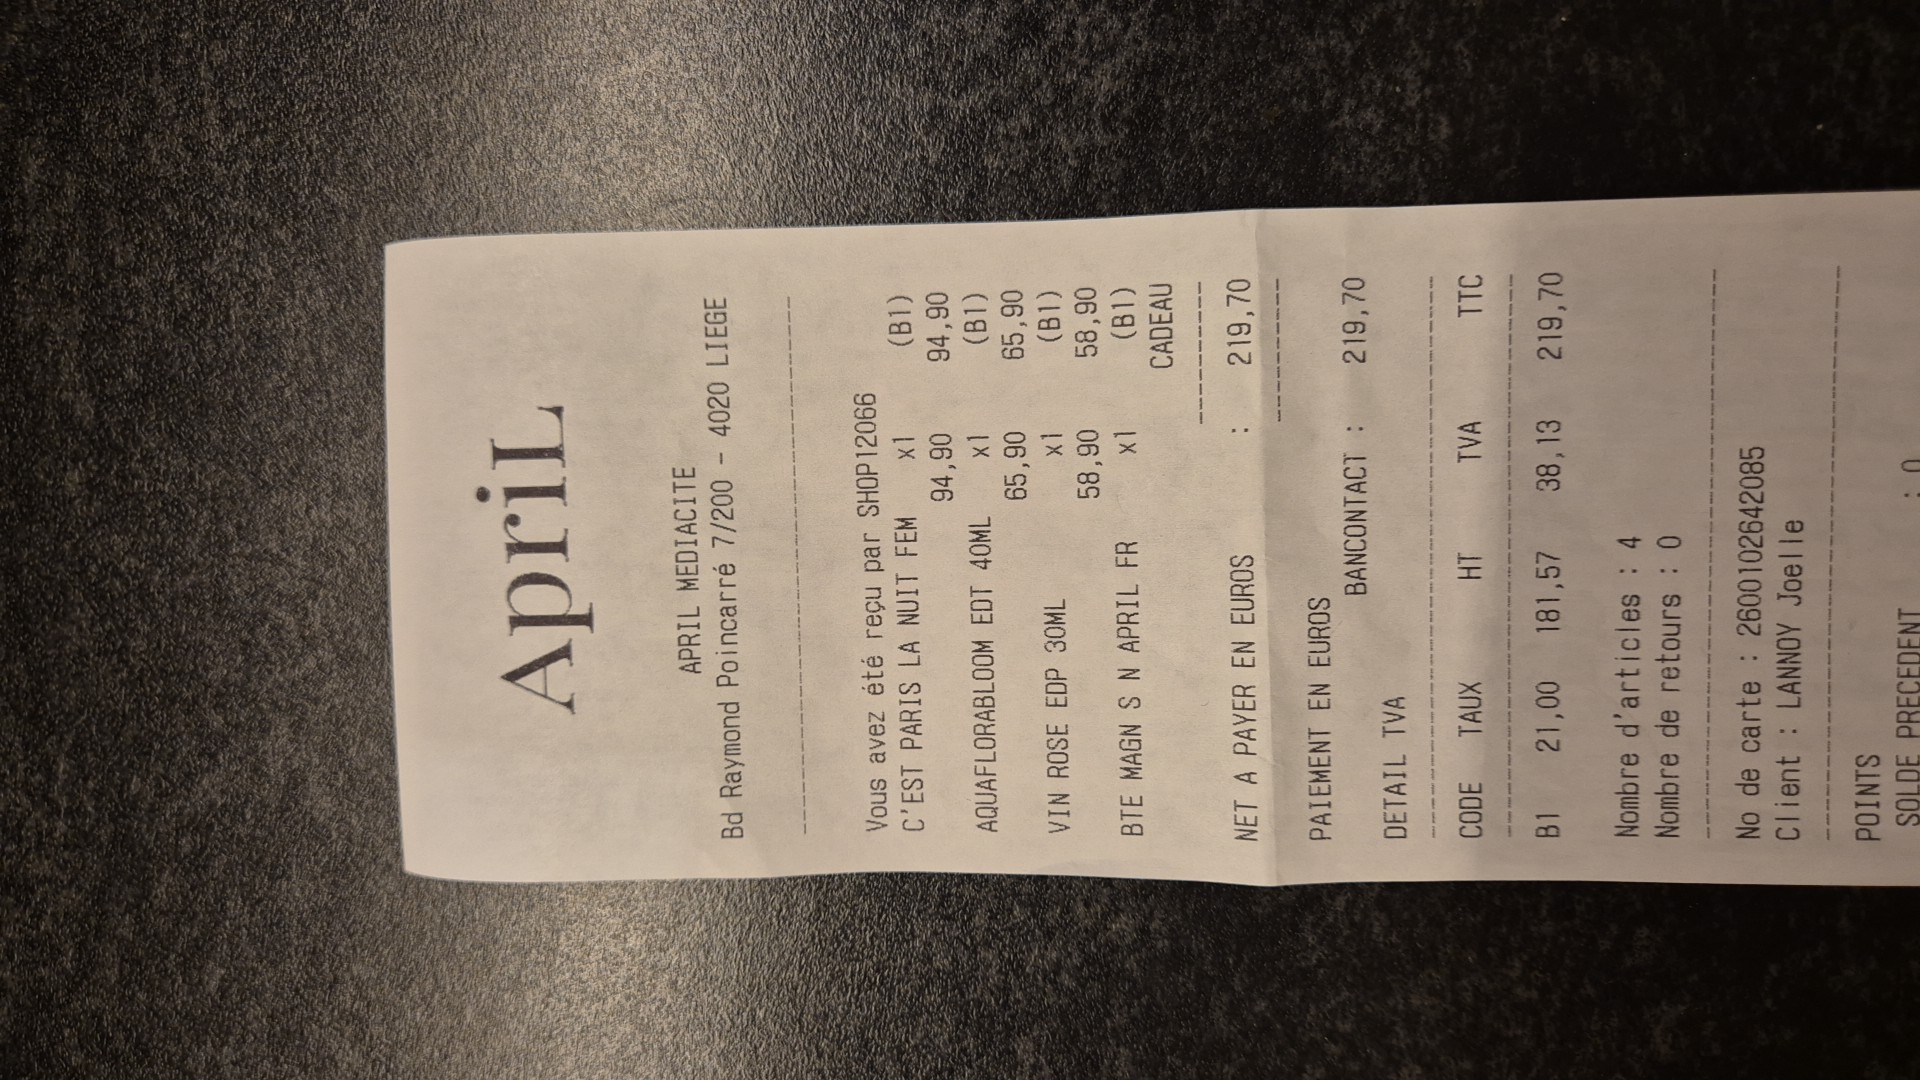 AprilL
APRIL MEDIACITE
Bd Raymond Poincarré 7/200 - 4020 LIEGE
Vous avez été reçu par SHOP12066
C'EST PARIS LA NUIT FEM x1 (B1)
94,90 94,90
AQUAFLORABLOOM EDT 40ML x1 (B1)
65,90 65,90
VIN ROSE EDP 30ML x1 (B1)
58,90 58,90
BTE MAGN S N APRIL FR x1 (B1)
CADEAU
NET A PAYER EN EUROS : 219,70
PAIEMENT EN EUROS
BANCONTACT : 219,70
DETAIL TVA
CODE TAUX HT TVA TTC
B1 21,00 181,57 38,13 219,70
Nombre d'articles : 4
Nombre de retours : 0
No de carte : 2600102642085
Client : LANNOY Joelle
POINTS
SOLDE PRECEDENT : 0